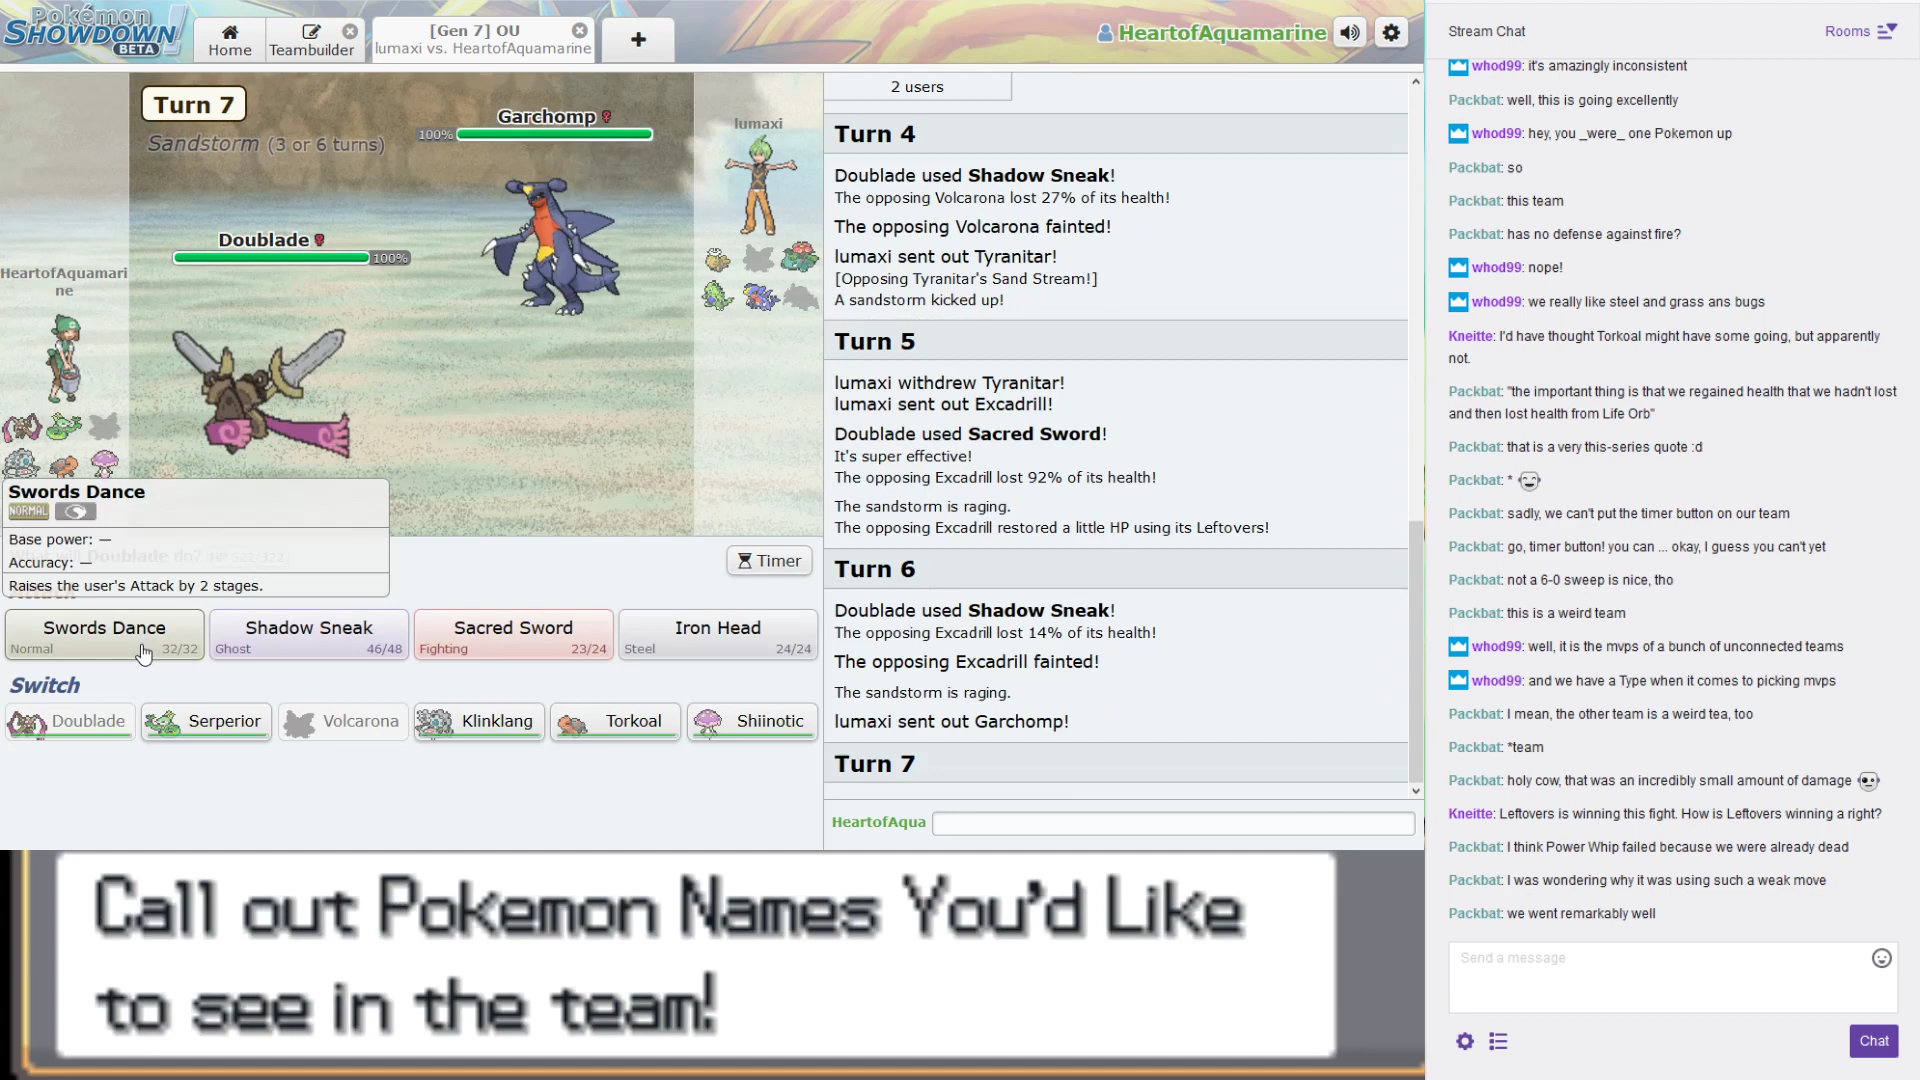 Pokémon
SHOWDOWN!
BETA
Home
Teambuilder
[Gen 7] OU
lumaxi vs. HeartofAquamarine
+
HeartofAquamarine
Turn 7
Sandstorm (3 or 6 turns)
Garchomp
100%
Doublade
100%
HeartofAquamari
ne
lumaxi
Swords Dance
NORMAL
Base power: —
Accuracy: —
Raises the user's Attack by 2 stages.
Timer
Swords Dance
Normal 32/32
Shadow Sneak
Ghost 46/48
Sacred Sword
Fighting 23/24
Iron Head
Steel 24/24
Switch
Doublade
Serperior
Volcarona
Klinklang
Torkoal
Shiinotic
2 users
Turn 4
Doublade used Shadow Sneak!
The opposing Volcarona lost 27% of its health!
The opposing Volcarona fainted!
lumaxi sent out Tyranitar!
[Opposing Tyranitar's Sand Stream!]
A sandstorm kicked up!
Turn 5
lumaxi withdrew Tyranitar!
lumaxi sent out Excadrill!
Doublade used Sacred Sword!
It's super effective!
The opposing Excadrill lost 92% of its health!
The sandstorm is raging.
The opposing Excadrill restored a little HP using its Leftovers!
Turn 6
Doublade used Shadow Sneak!
The opposing Excadrill lost 14% of its health!
The opposing Excadrill fainted!
The sandstorm is raging.
lumaxi sent out Garchomp!
Turn 7
HeartofAqua
Call out Pokemon Names You'd Like
to see in the team!
Stream Chat
Rooms
whod99: it's amazingly inconsistent
Packbat: well, this is going excellently
whod99: hey, you _were_ one Pokemon up
Packbat: so
Packbat: this team
Packbat: has no defense against fire?
whod99: nope!
whod99: we really like steel and grass ans bugs
Kneitte: I'd have thought Torkoal might have some going, but apparently
not.
Packbat: "the important thing is that we regained health that we hadn't lost
and then lost health from Life Orb"
Packbat: that is a very this-series quote :d
Packbat: *
Packbat: sadly, we can't put the timer button on our team
Packbat: go, timer button! you can ... okay, I guess you can't yet
Packbat: not a 6-0 sweep is nice, tho
Packbat: this is a weird team
whod99: well, it is the mvps of a bunch of unconnected teams
whod99: and we have a Type when it comes to picking mvps
Packbat: I mean, the other team is a weird tea, too
Packbat: *team
Packbat: holy cow, that was an incredibly small amount of damage
Kneitte: Leftovers is winning this fight. How is Leftovers winning a right?
Packbat: I think Power Whip failed because we were already dead
Packbat: I was wondering why it was using such a weak move
Packbat: we went remarkably well
Send a message
Chat